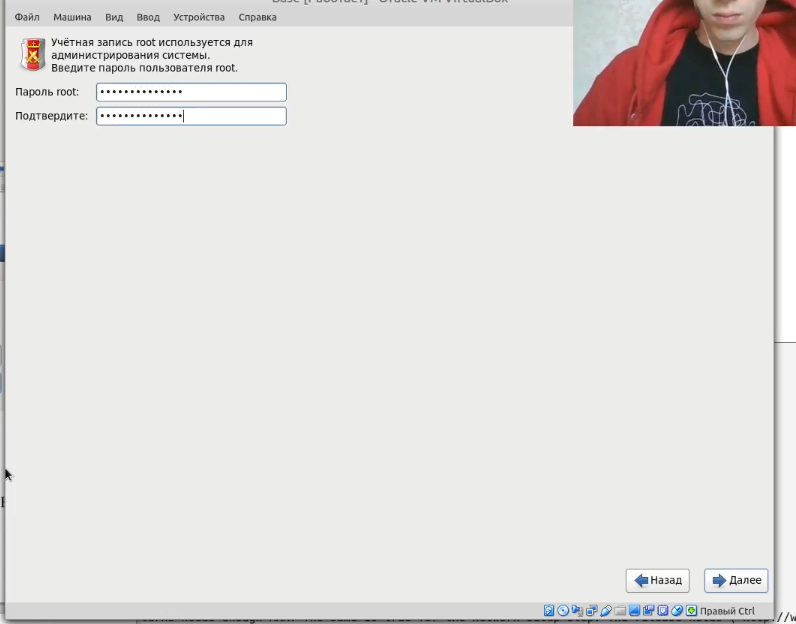 Base [Работает] - Oracle VM VirtualBox
Файл Машина Вид Ввод Устройства Справка
Учётная запись root используется для
администрирования системы.
Введите пароль пользователя root.
Пароль root: ••••••••••••••
Подтвердите: ••••••••••••••
Назад Далее
Правый Ctrl